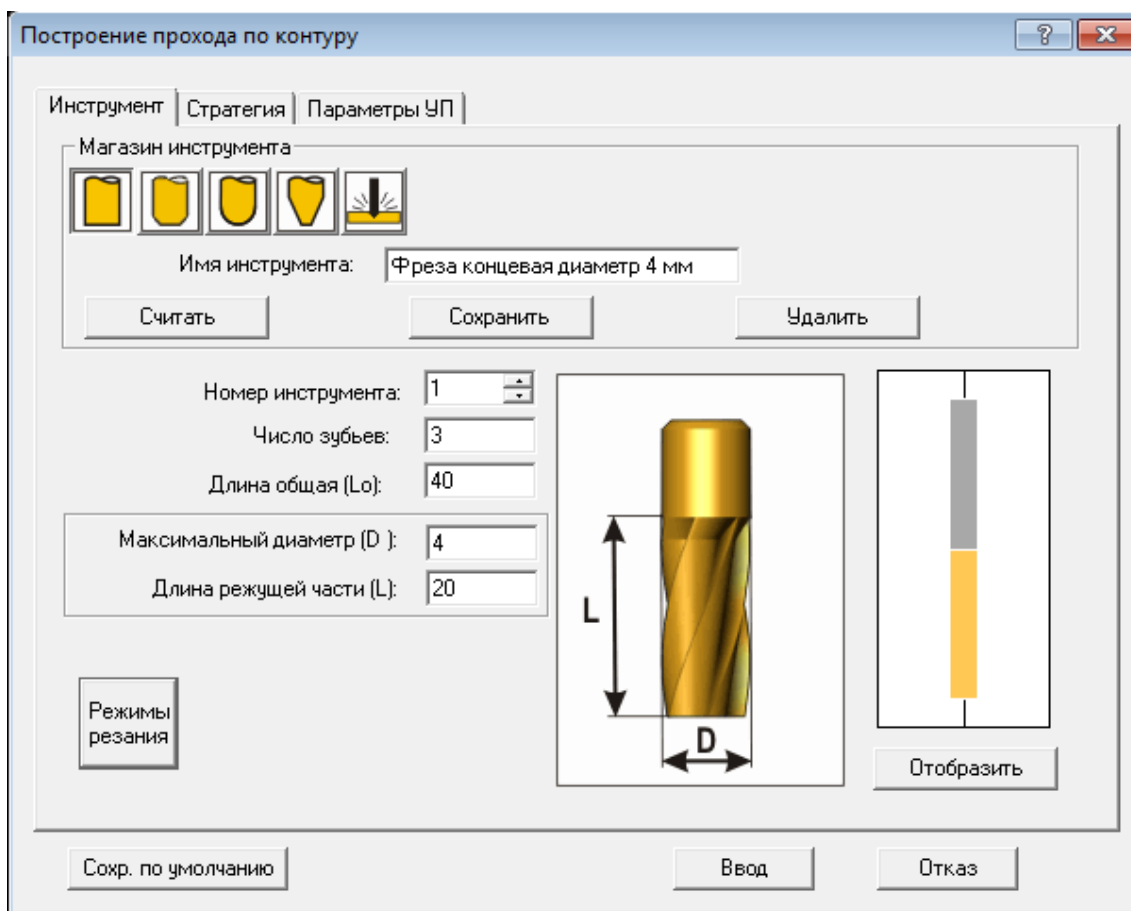 Построение прохода по контуру
?
Инструмент Стратегия Параметры УП
Магазин инструмента
Имя инструмента: Фреза концевая диаметр 4 мм
Считать Сохранить Удалить
Номер инструмента: 1
Число зубьев: 3
Длина общая (Lo): 40
Максимальный диаметр (D ): 4
Длина режущей части (L): 20
L
D
Режимы
резания
Отобразить
Сохр. по умолчанию Ввод Отказ